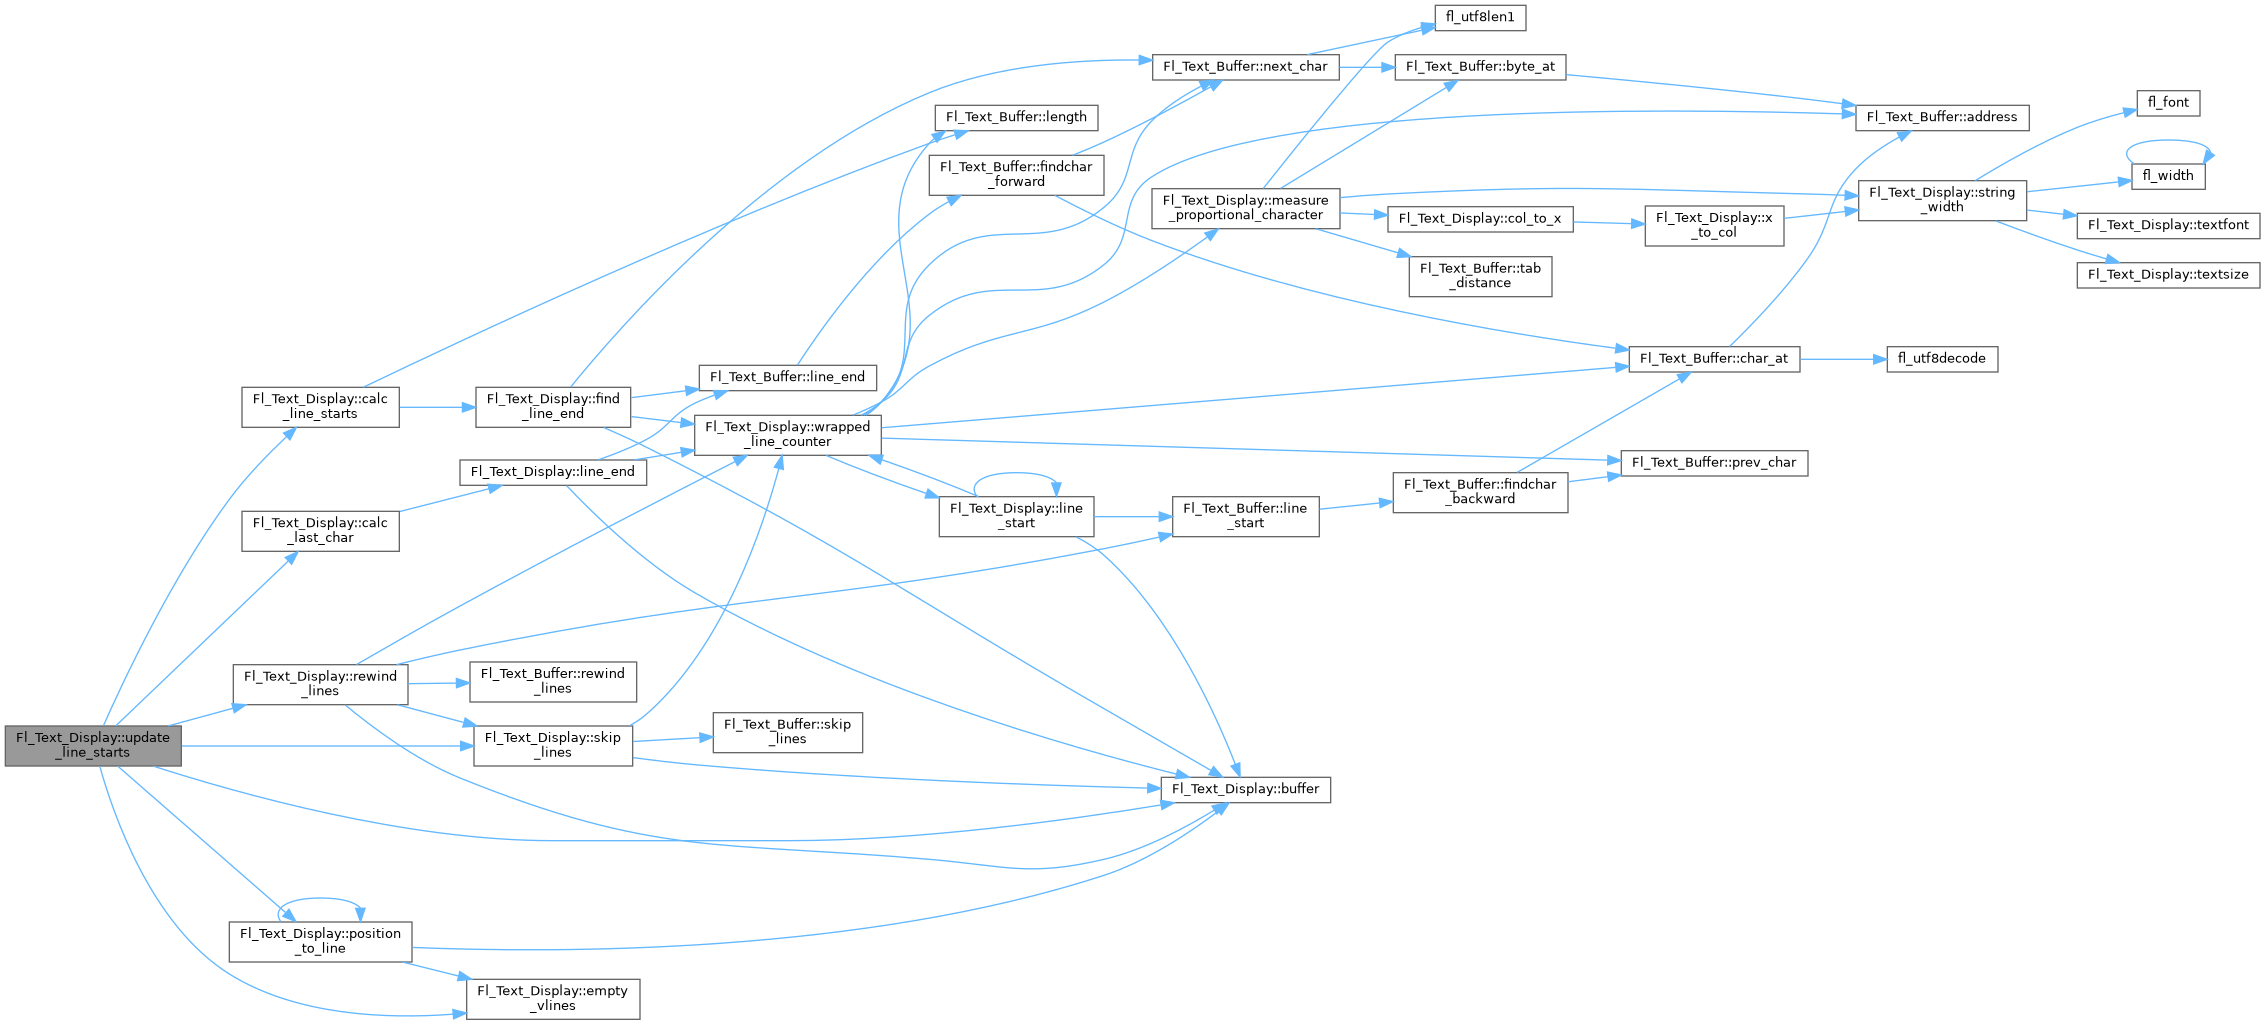 Fl_Text_Display::update
_line_starts
Fl_Text_Display::calc
_line_starts
Fl_Text_Display::calc
_last_char
Fl_Text_Display::rewind
_lines
Fl_Text_Display::position
_to_line
Fl_Text_Display::find
_line_end
Fl_Text_Display::line_end
Fl_Text_Buffer::rewind
_lines
Fl_Text_Display::skip
_lines
Fl_Text_Display::empty
_vlines
Fl_Text_Buffer::line_end
Fl_Text_Display::wrapped
_line_counter
Fl_Text_Buffer::skip
_lines
Fl_Text_Buffer::length
Fl_Text_Buffer::findchar
_forward
Fl_Text_Display::line
_start
Fl_Text_Buffer::next_char
Fl_Text_Display::measure
_proportional_character
Fl_Text_Buffer::line
_start
Fl_Text_Display::buffer
fl_utf8len1
Fl_Text_Buffer::byte_at
Fl_Text_Display::col_to_x
Fl_Text_Buffer::tab
_distance
Fl_Text_Buffer::findchar
_backward
Fl_Text_Display::x
_to_col
Fl_Text_Buffer::char_at
Fl_Text_Buffer::prev_char
Fl_Text_Buffer::address
Fl_Text_Display::string
_width
fl_utf8decode
fl_font
fl_width
Fl_Text_Display::textfont
Fl_Text_Display::textsize